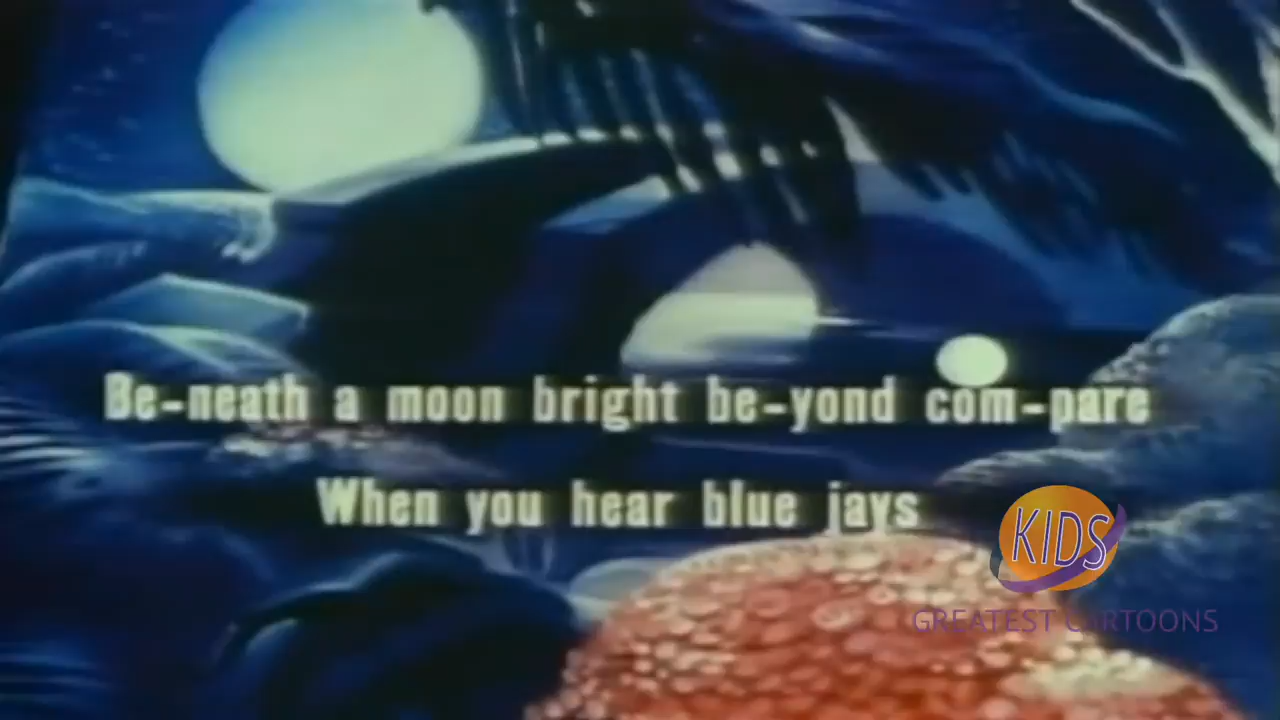 Be-neath a moon bright be-yond com-pare
When you hear blue jays
KIDS
GREATEST CARTOONS